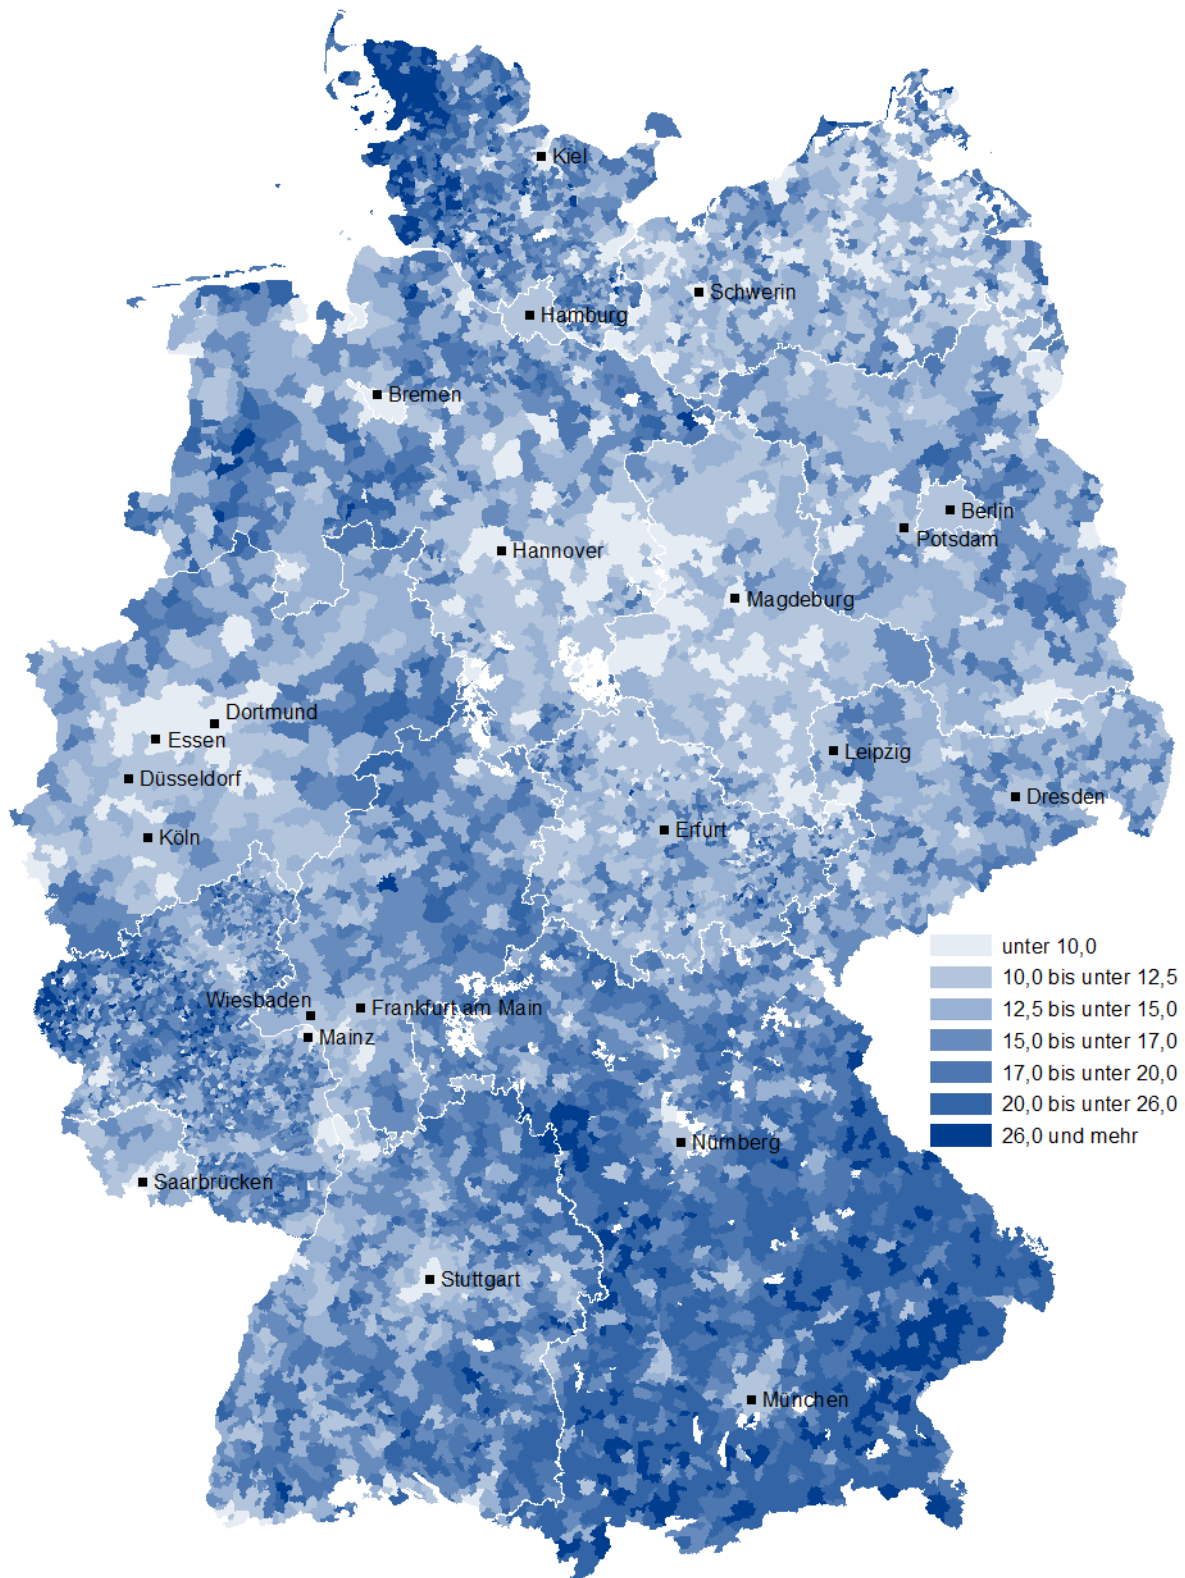 Kiel
Schwerin
Hamburg
Bremen
Berlin
Potsdam
Hannover
Magdeburg
Dortmund
Essen
Leipzig
Düsseldorf
Dresden
Köln
Erfurt
unter 10,0
10,0 bis unter 12,5
12,5 bis unter 15,0
15,0 bis unter 17,0
17,0 bis unter 20,0
20,0 bis unter 26,0
26,0 und mehr
Wiesbaden
Frankfurt am Main
Mainz
Nürnberg
Saarbrücken
Stuttgart
München